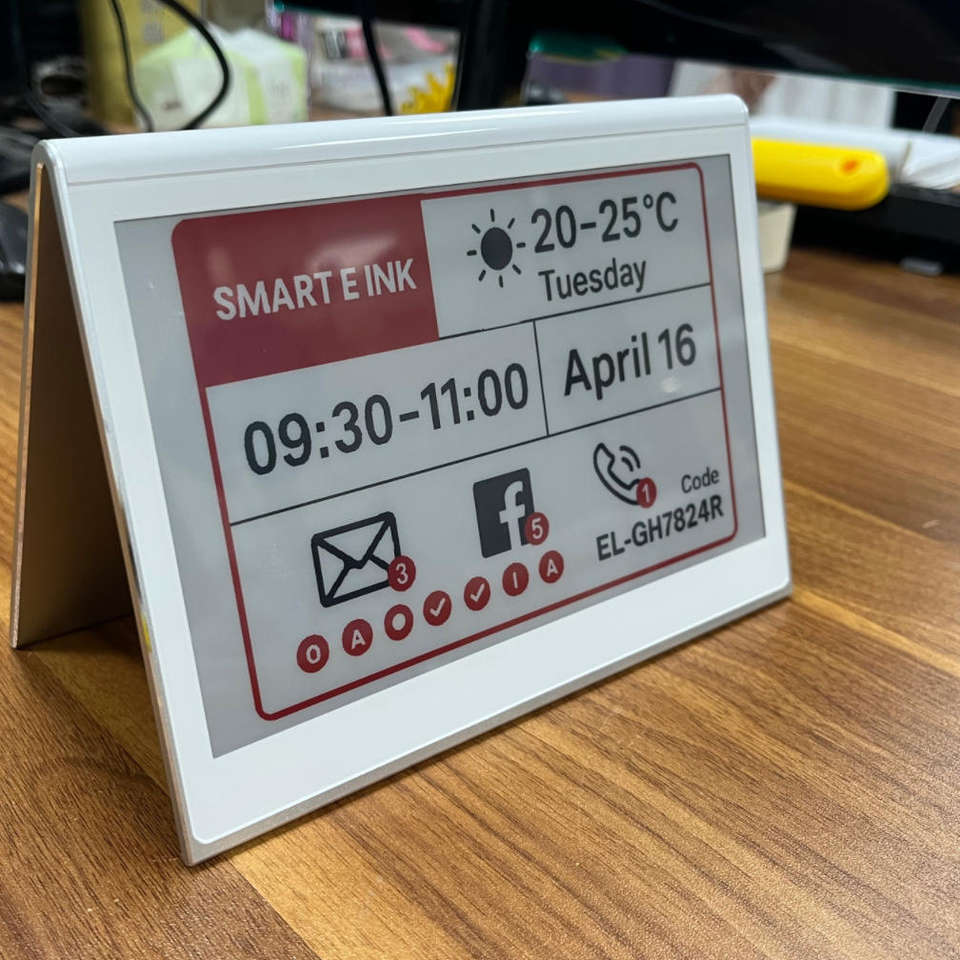 SMART E INK
20-25°C
Tuesday
09:30-11:00
April 16
3
5
1
Code
EL-GH7824R
O A O ✓ ✓ I A